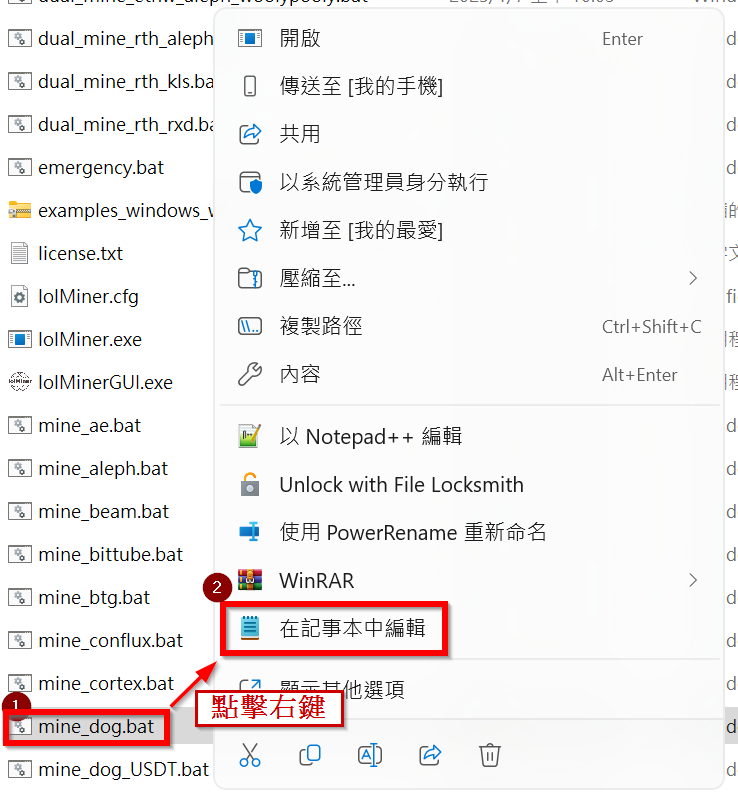 dual_mine_rth_aleph
dual_mine_rth_kls.ba
dual_mine_rth_rxd.ba
emergency.bat
examples_windows_
license.txt
lolMiner.cfg
lolMiner.exe
lolMiner
lolMinerGUI.exe
mine_ae.bat
mine_aleph.bat
mine_beam.bat
mine_bittube.bat
mine_btg.bat
mine_conflux.bat
mine_cortex.bat
1
mine_dog.bat
mine_dog_USDT.bat
開啟 Enter
傳送至 [我的手機]
共用
以系統管理員身分執行
新增至 [我的最愛]
壓縮至...
複製路徑 Ctrl+Shift+C
內容 Alt+Enter
以 Notepad++ 編輯
Unlock with File Locksmith
使用 PowerRename 重新命名
WinRAR
2
在記事本中編輯
顯示其他選項
點擊右鍵